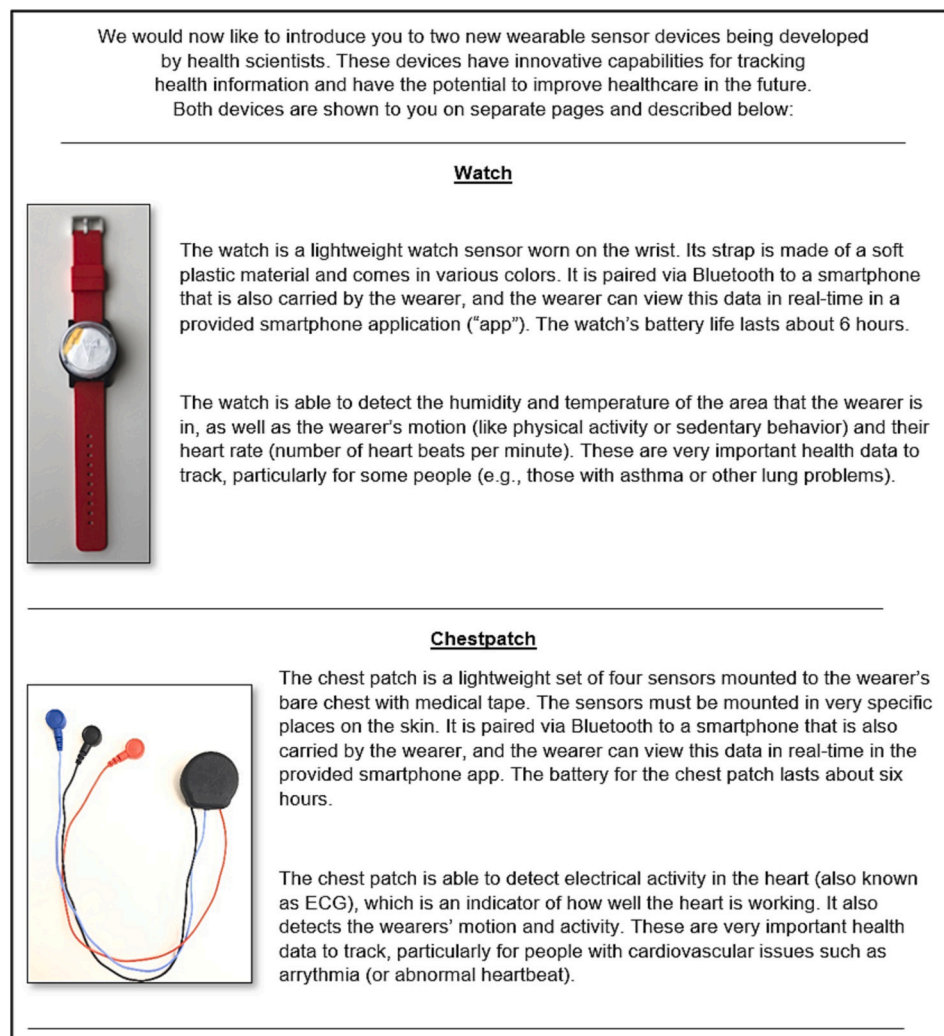 We would now like to introduce you to two new wearable sensor devices being developed
by health scientists. These devices have innovative capabilities for tracking
health information and have the potential to improve healthcare in the future.
Both devices are shown to you on separate pages and described below:
Watch
The watch is a lightweight watch sensor worn on the wrist. Its strap is made of a soft
plastic material and comes in various colors. It is paired via Bluetooth to a smartphone
that is also carried by the wearer, and the wearer can view this data in real-time in a
provided smartphone application (“app”). The watch’s battery life lasts about 6 hours.
The watch is able to detect the humidity and temperature of the area that the wearer is
in, as well as the wearer’s motion (like physical activity or sedentary behavior) and their
heart rate (number of heart beats per minute). These are very important health data to
track, particularly for some people (e.g., those with asthma or other lung problems).
Chestpatch
The chest patch is a lightweight set of four sensors mounted to the wearer’s
bare chest with medical tape. The sensors must be mounted in very specific
places on the skin. It is paired via Bluetooth to a smartphone that is also
carried by the wearer, and the wearer can view this data in real-time in the
provided smartphone app. The battery for the chest patch lasts about six
hours.
The chest patch is able to detect electrical activity in the heart (also known
as ECG), which is an indicator of how well the heart is working. It also
detects the wearers’ motion and activity. These are very important health
data to track, particularly for people with cardiovascular issues such as
arrythmia (or abnormal heartbeat).